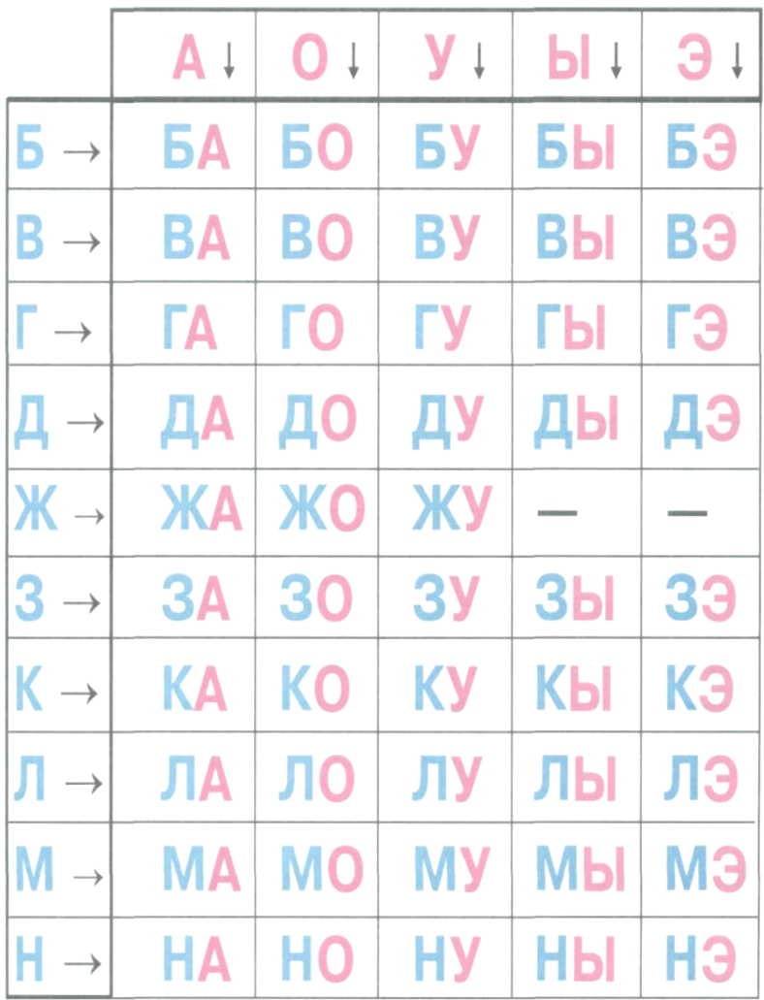 А ↓ О ↓ У ↓ Ы ↓ Э ↓
Б → БА БО БУ БЫ БЭ
В → ВА ВО ВУ ВЫ ВЭ
Г → ГА ГО ГУ ГЫ ГЭ
Д → ДА ДО ДУ ДЫ ДЭ
Ж → ЖА ЖО ЖУ — —
З → ЗА ЗО ЗУ ЗЫ ЗЭ
К → КА КО КУ КЫ КЭ
Л → ЛА ЛО ЛУ ЛЫ ЛЭ
М → МА МО МУ МЫ МЭ
Н → НА НО НУ НЫ НЭ